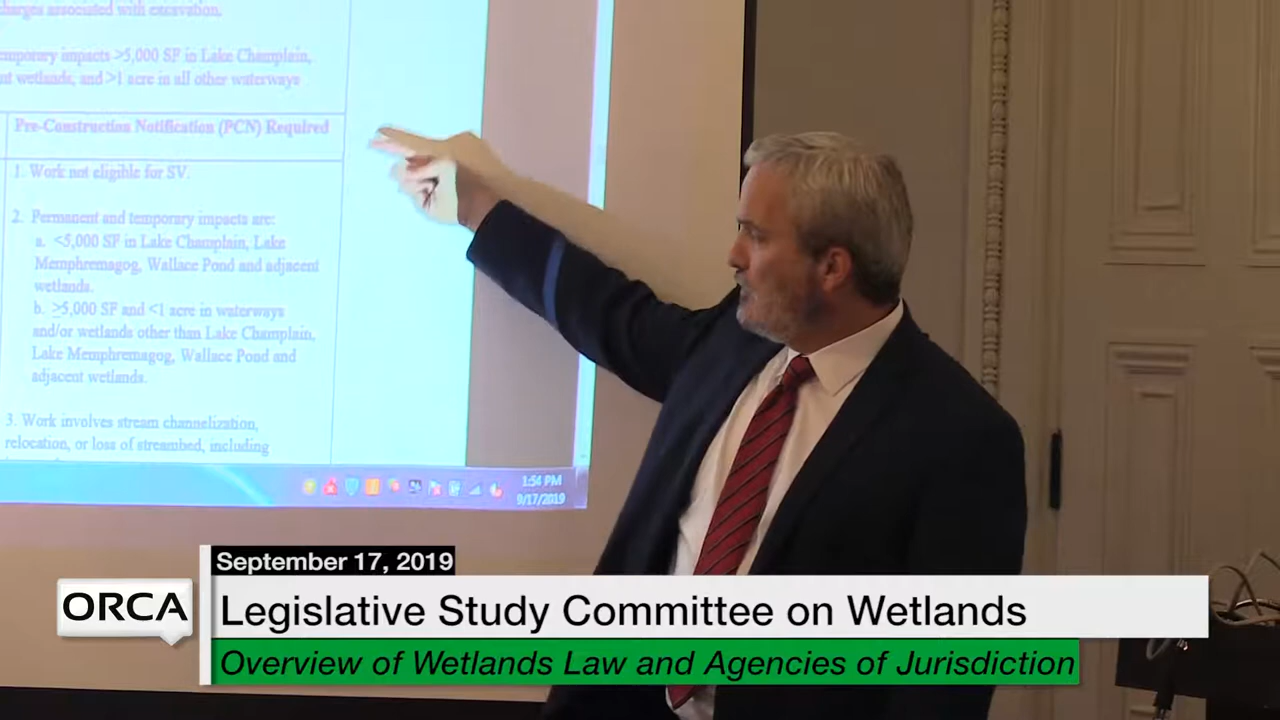 charges associated with excavation.
temporary impacts >5,000 SF in Lake Champlain,
wetlands, and >1 acre in all other waterways
Pre-Construction Notification (PCN) Required
1. Work not eligible for SV.
2. Permanent and temporary impacts are:
a. <5,000 SF in Lake Champlain, Lake
Memphremagog, Wallace Pond and adjacent
wetlands.
b. ≥5,000 SF and <1 acre in waterways
and/or wetlands other than Lake Champlain,
Lake Memphremagog, Wallace Pond and
adjacent wetlands.
3. Work involves stream channelization,
relocation, or loss of streambed, including
1:54 PM
9/17/2019
September 17, 2019
ORCA
Legislative Study Committee on Wetlands
Overview of Wetlands Law and Agencies of Jurisdiction